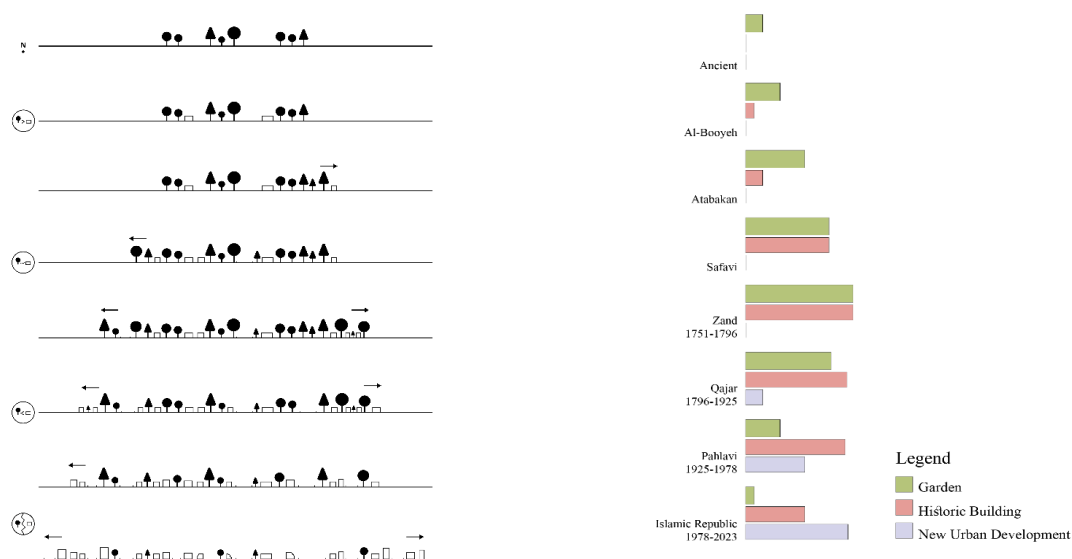 N
Ancient
Al-Booyeh
Atabakan
Safavi
Zand
1751-1796
Qajar
1796-1925
Pahlavi
1925-1978
Islamic Republic
1978-2023
Legend
Garden
Historic Building
New Urban Development